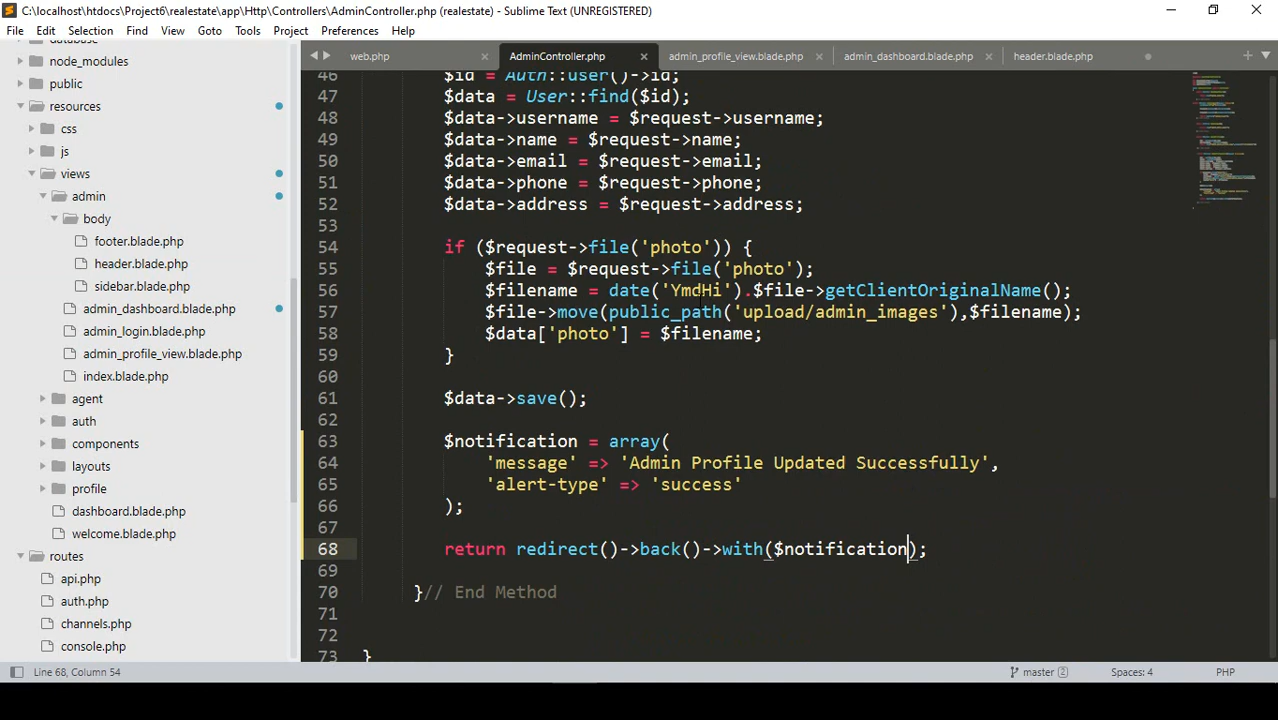 C:\localhost\htdocs\Project6\realestate\app\Http\Controllers\AdminController.php (realestate) - Sublime Text (UNREGISTERED)
File Edit Selection Find View Goto Tools Project Preferences Help
database
node_modules
public
resources
css
js
views
admin
body
footer.blade.php
header.blade.php
sidebar.blade.php
admin_dashboard.blade.php
admin_login.blade.php
admin_profile_view.blade.php
index.blade.php
agent
auth
components
layouts
profile
dashboard.blade.php
welcome.blade.php
routes
api.php
auth.php
channels.php
console.php
web.php AdminController.php admin_profile_view.blade.php admin_dashboard.blade.php header.blade.php
46 $id = Auth::user()->id;
47 $data = User::find($id);
48 $data->username = $request->username;
49 $data->name = $request->name;
50 $data->email = $request->email;
51 $data->phone = $request->phone;
52 $data->address = $request->address;
53
54 if ($request->file('photo')) {
55 $file = $request->file('photo');
56 $filename = date('YmdHi').$file->getClientOriginalName();
57 $file->move(public_path('upload/admin_images'),$filename);
58 $data['photo'] = $filename;
59 }
60
61 $data->save();
62
63 $notification = array(
64 'message' => 'Admin Profile Updated Successfully',
65 'alert-type' => 'success'
66 );
67
68 return redirect()->back()->with($notification);
69
70 }// End Method
71
72
73 }
Line 68, Column 54 master 2 Spaces: 4 PHP